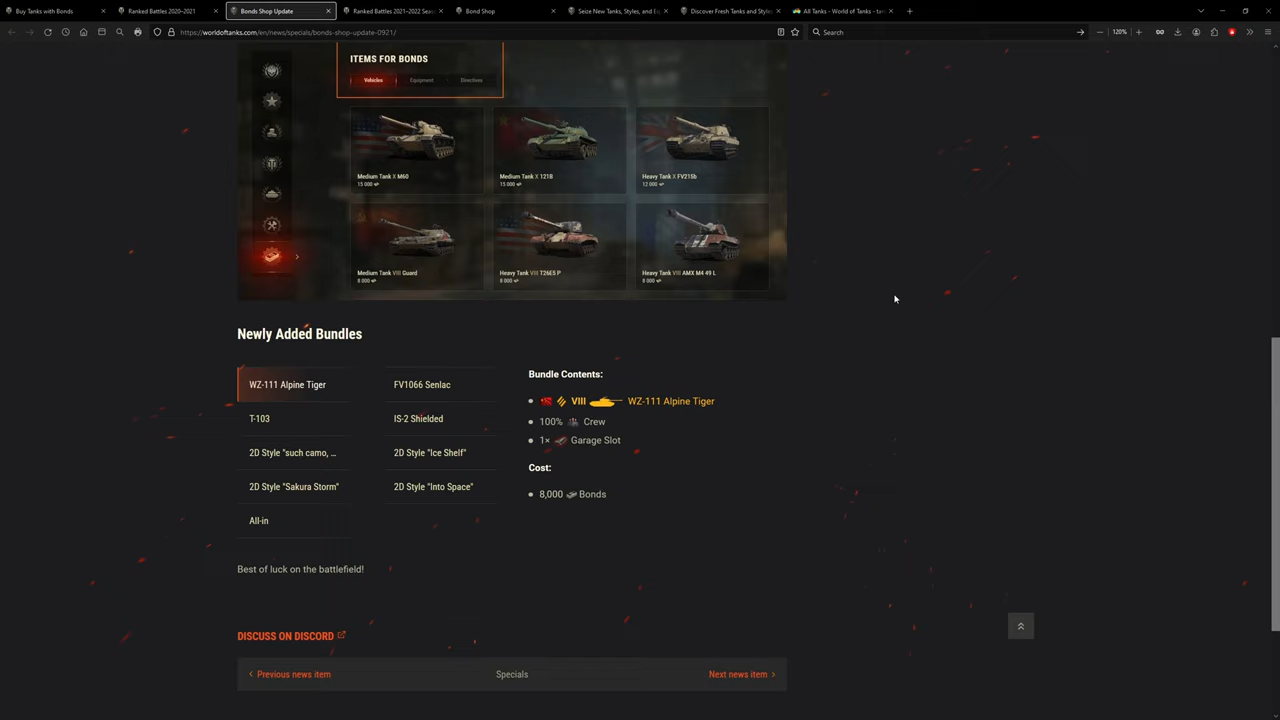 Buy Tanks with Bonds
Ranked Battles 2020–2021
Bonds Shop Update
Ranked Battles 2021–2022 Seas
Bond Shop
Seize New Tanks, Styles, and E
Discover Fresh Tanks and Style
All Tanks - World of Tanks - tan
https://worldoftanks.com/en/news/specials/bonds-shop-update-0921/
120%
Search
ITEMS FOR BONDS
Vehicles
Equipment
Directives
Medium Tank X M60
15 000
Medium Tank X 121B
15 000
Heavy Tank X FV215b
12 000
Medium Tank VIII Guard
8 000
Heavy Tank VIII T26E5 P
8 000
Heavy Tank VIII AMX M4 49 L
8 000
Newly Added Bundles
WZ-111 Alpine Tiger
FV1066 Senlac
T-103
IS-2 Shielded
2D Style "such camo, ...
2D Style "Ice Shelf"
2D Style "Sakura Storm"
2D Style "Into Space"
All-in
Bundle Contents:
VIII WZ-111 Alpine Tiger
100% Crew
1× Garage Slot
Cost:
8,000 Bonds
Best of luck on the battlefield!
DISCUSS ON DISCORD
Previous news item
Specials
Next news item